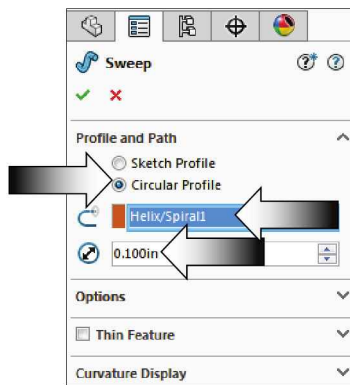 Sweep
Profile and Path
Sketch Profile
Circular Profile
Helix/Spiral1
0.100in
Options
Thin Feature
Curvature Display